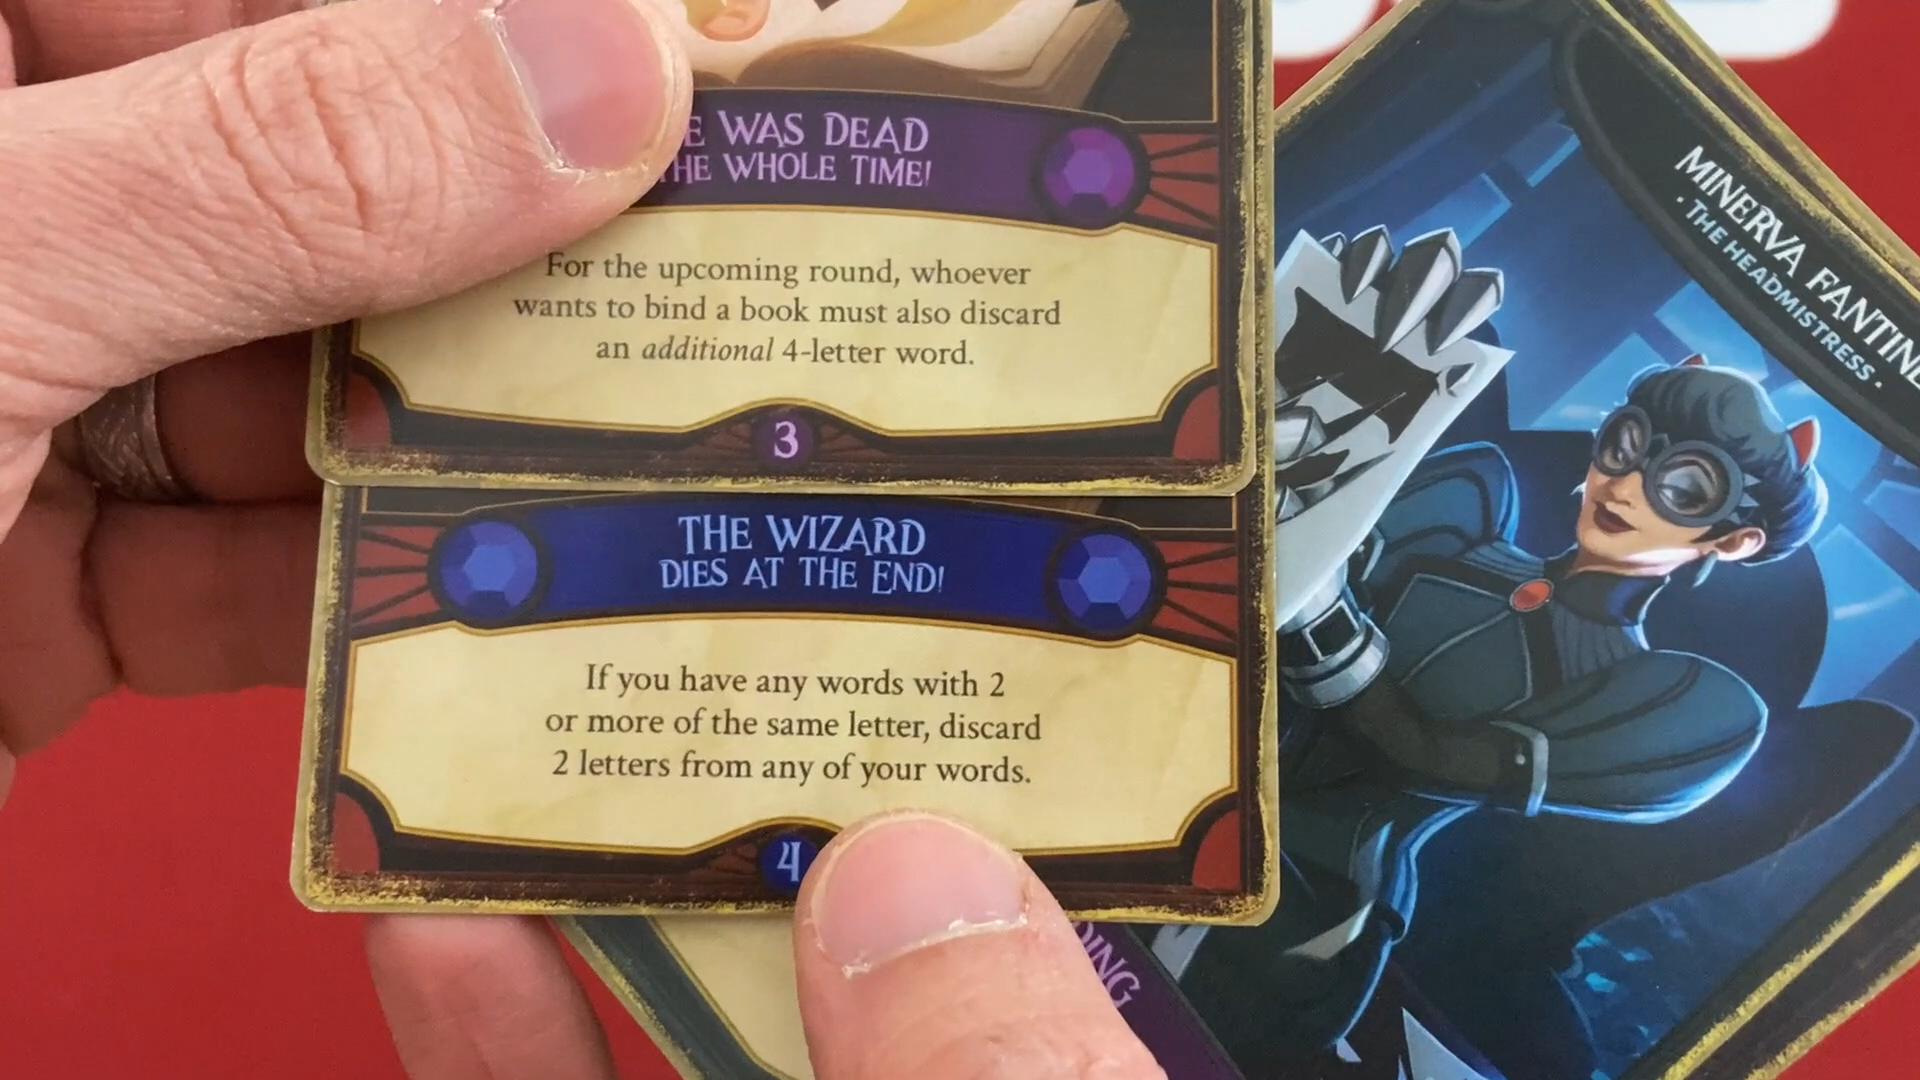 WAS DEAD
WHOLE TIME!
For the upcoming round, whoever
wants to bind a book must also discard
an additional 4-letter word.
3
THE WIZARD
DIES AT THE END!
If you have any words with 2
or more of the same letter, discard
2 letters from any of your words.
4
MINERVA
· THE HEADMISTRESS ·